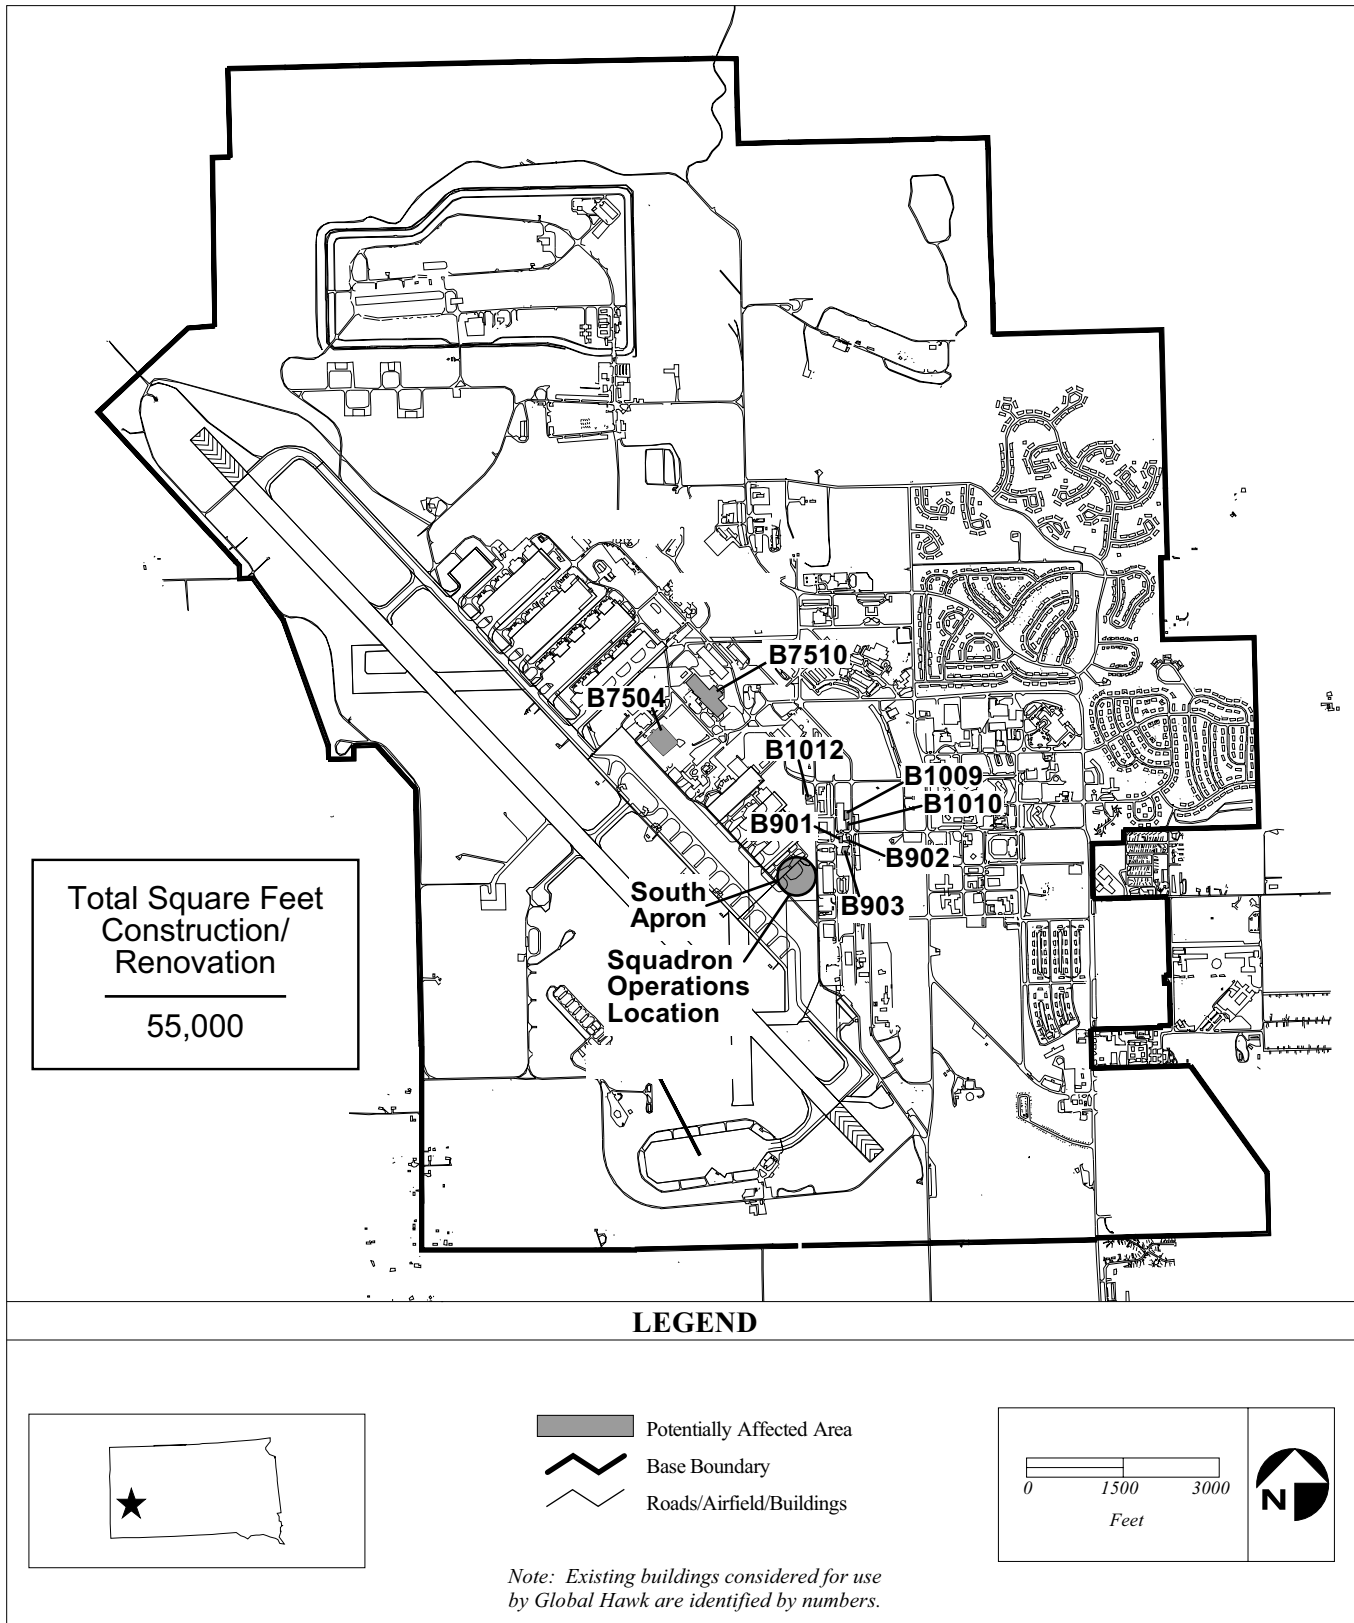 B7510
B7504
B1012
B1009
B1010
B901
B902
B903
South
Apron
Squadron
Operations
Location
Total Square Feet
Construction/
Renovation
55,000
LEGEND
Potentially Affected Area
Base Boundary
Roads/Airfield/Buildings
0 1500 3000
Feet
N
Note: Existing buildings considered for use
by Global Hawk are identified by numbers.